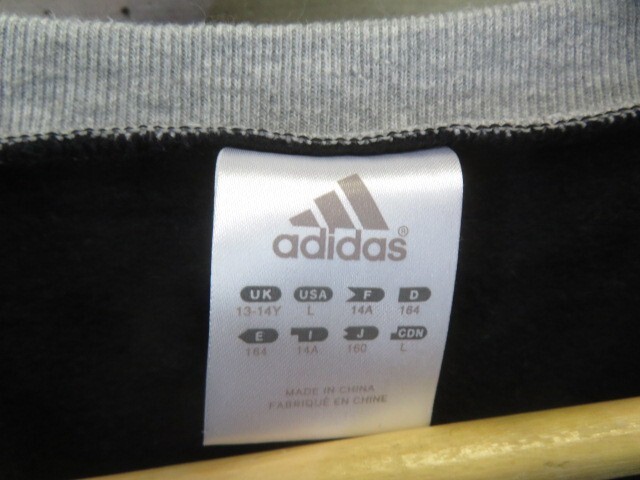 adidas®
UK USA F D
13-14Y L 14A 164
E I J CDN
164 14A 160 L
MADE IN CHINA
FABRIQUÉ EN CHINE